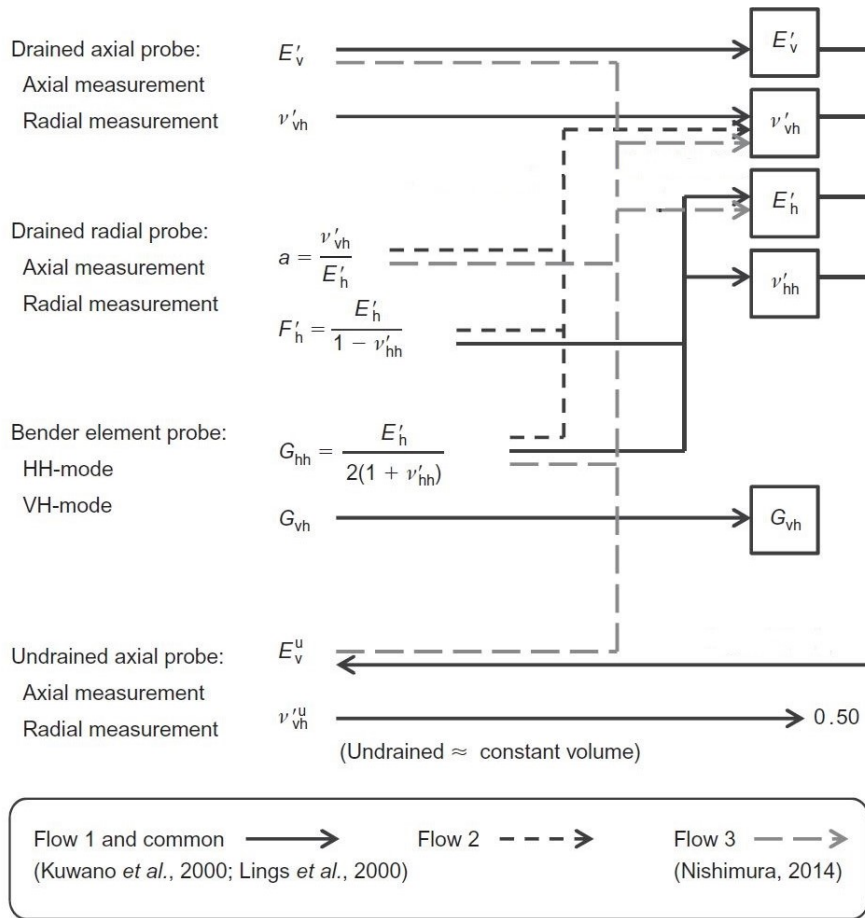 Drained axial probe:
Axial measurement
Radial measurement
E′v
ν′vh
E′v
ν′vh
E′h
ν′hh
Drained radial probe:
Axial measurement
Radial measurement
a = ν′vh / E′h
F′h = E′h / 1 − ν′hh
Bender element probe:
HH-mode
VH-mode
Ghh = E′h / 2(1 + ν′hh)
Gvh
Gvh
Undrained axial probe:
Axial measurement
Radial measurement
E^u_v
ν′^u_vh
0.50
(Undrained ≈ constant volume)
Flow 1 and common
(Kuwano et al., 2000; Lings et al., 2000)
Flow 2
Flow 3
(Nishimura, 2014)